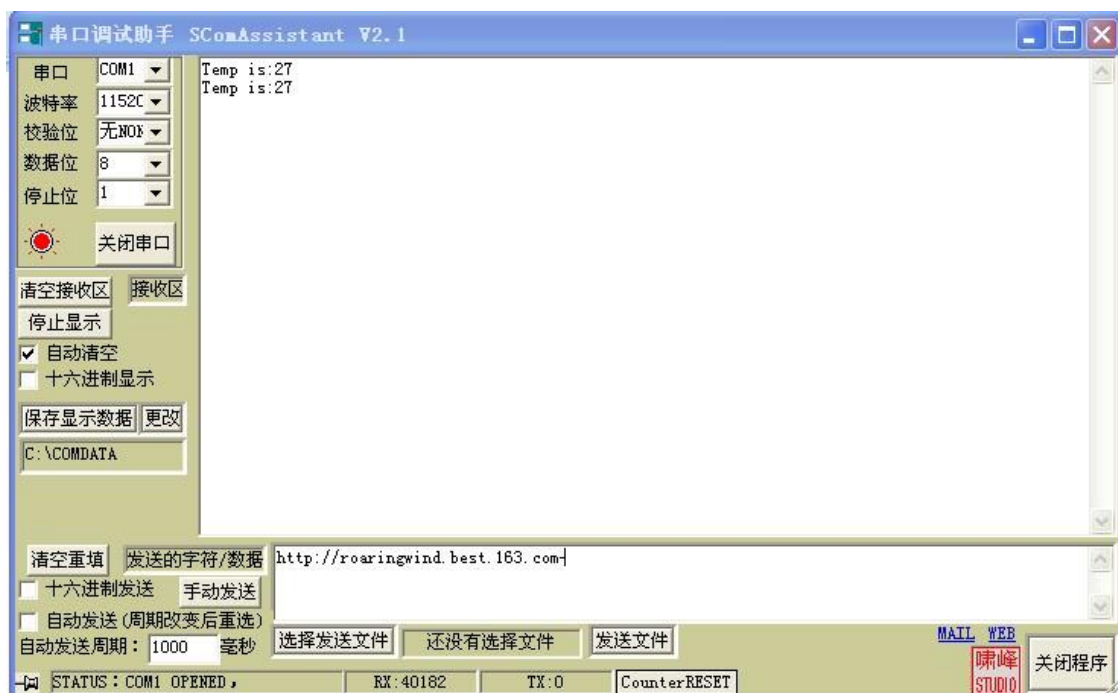 串口调试助手 SComAssistant V2.1
串口 COM1
波特率 11520
校验位 无NON
数据位 8
停止位 1
关闭串口
清空接收区 接收区
停止显示
自动清空
十六进制显示
保存显示数据 更改
C:\COMDATA
Temp is:27
Temp is:27
清空重填 发送的字符/数据 http://roaringwind.best.163.com
十六进制发送 手动发送
自动发送(周期改变后重选)
自动发送周期: 1000 毫秒 选择发送文件 还没有选择文件 发送文件
MAIL WEB
啸峰
STUDIO
关闭程序
STATUS:COM1 OPENED, RX:40182 TX:0 CounterRESET